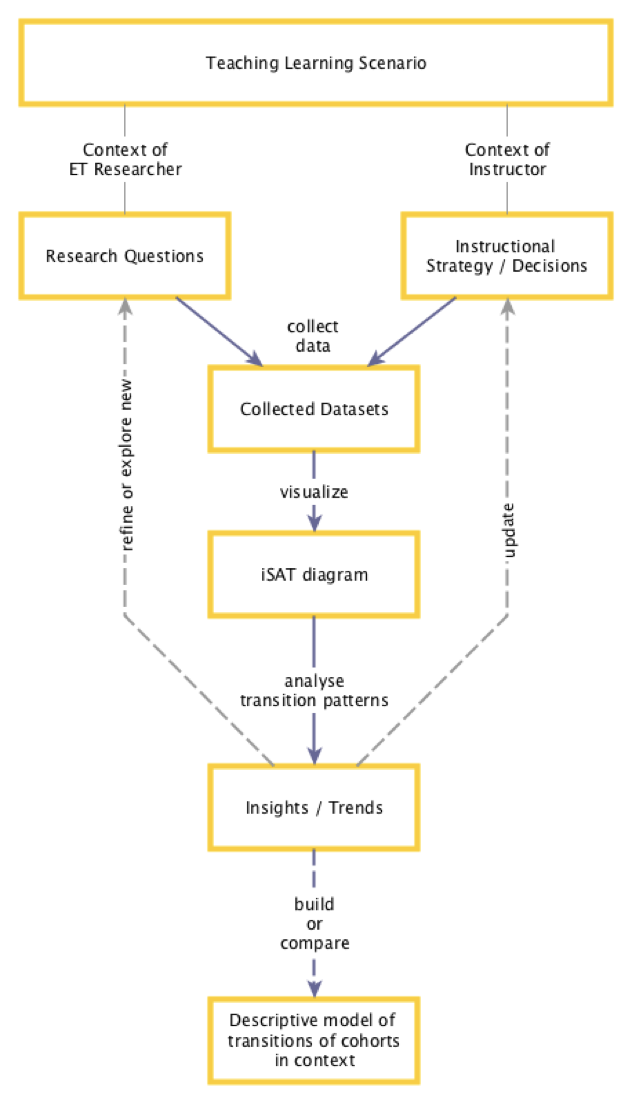 Teaching Learning Scenario
Context of
ET Researcher
Context of
Instructor
Research Questions
Instructional
Strategy / Decisions
collect
data
Collected Datasets
refine or explore new
visualize
update
iSAT diagram
analyse
transition patterns
Insights / Trends
build
or
compare
Descriptive model of
transitions of cohorts
in context